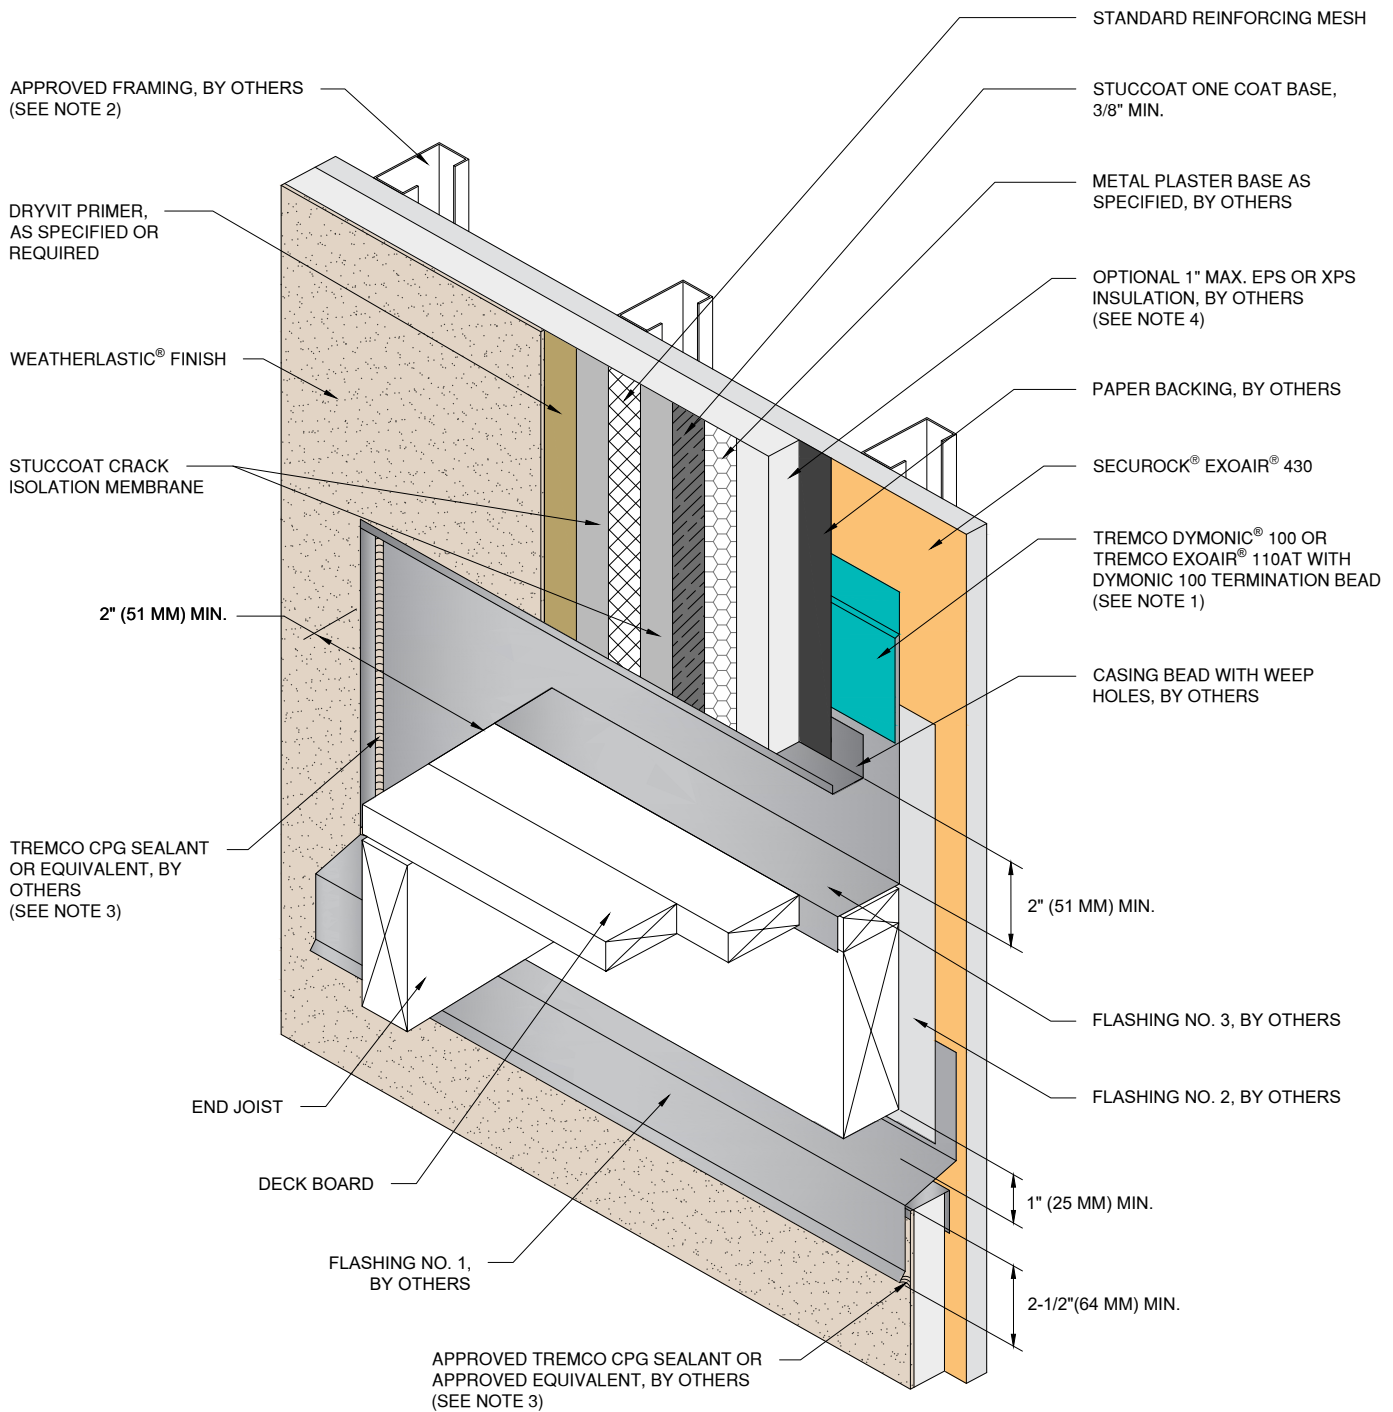 STANDARD REINFORCING MESH
APPROVED FRAMING, BY OTHERS
(SEE NOTE 2)
STUCCOAT ONE COAT BASE,
3/8" MIN.
DRYVIT PRIMER,
AS SPECIFIED OR
REQUIRED
METAL PLASTER BASE AS
SPECIFIED, BY OTHERS
OPTIONAL 1" MAX. EPS OR XPS
INSULATION, BY OTHERS
(SEE NOTE 4)
WEATHERLASTIC® FINISH
PAPER BACKING, BY OTHERS
STUCCOAT CRACK
ISOLATION MEMBRANE
SECUROCK® EXOAIR® 430
TREMCO DYMONIC® 100 OR
TREMCO EXOAIR® 110AT WITH
DYMONIC 100 TERMINATION BEAD
(SEE NOTE 1)
2" (51 MM) MIN.
CASING BEAD WITH WEEP
HOLES, BY OTHERS
TREMCO CPG SEALANT
OR EQUIVALENT, BY
OTHERS
(SEE NOTE 3)
2" (51 MM) MIN.
FLASHING NO. 3, BY OTHERS
FLASHING NO. 2, BY OTHERS
END JOIST
DECK BOARD
1" (25 MM) MIN.
FLASHING NO. 1,
BY OTHERS
2-1/2"(64 MM) MIN.
APPROVED TREMCO CPG SEALANT OR
APPROVED EQUIVALENT, BY OTHERS
(SEE NOTE 3)